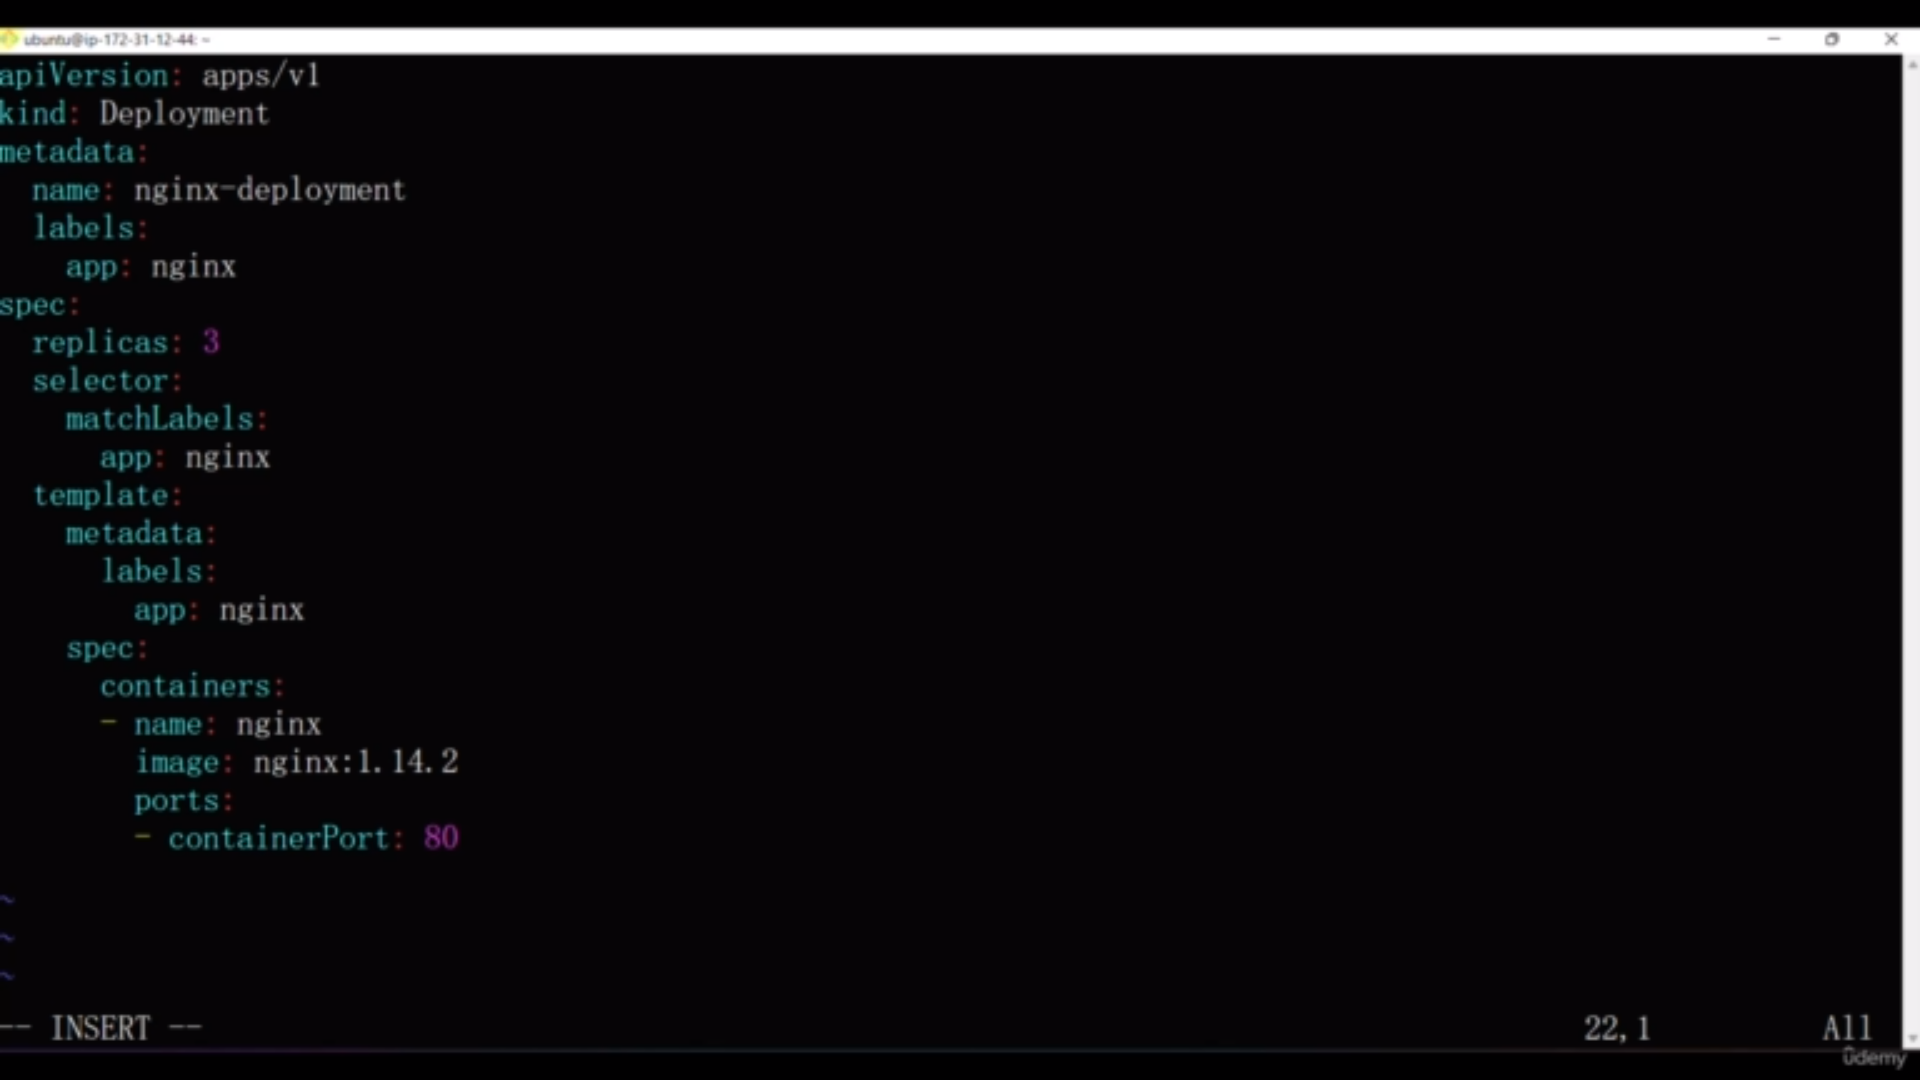 ubuntu@ip-172-31-12-44: ~
apiVersion: apps/v1
kind: Deployment
metadata:
  name: nginx-deployment
  labels:
    app: nginx
spec:
  replicas: 3
  selector:
    matchLabels:
      app: nginx
  template:
    metadata:
      labels:
        app: nginx
    spec:
      containers:
      - name: nginx
        image: nginx:1.14.2
        ports:
        - containerPort: 80
~
~
~
-- INSERT -- 22,1 All
ûdemy